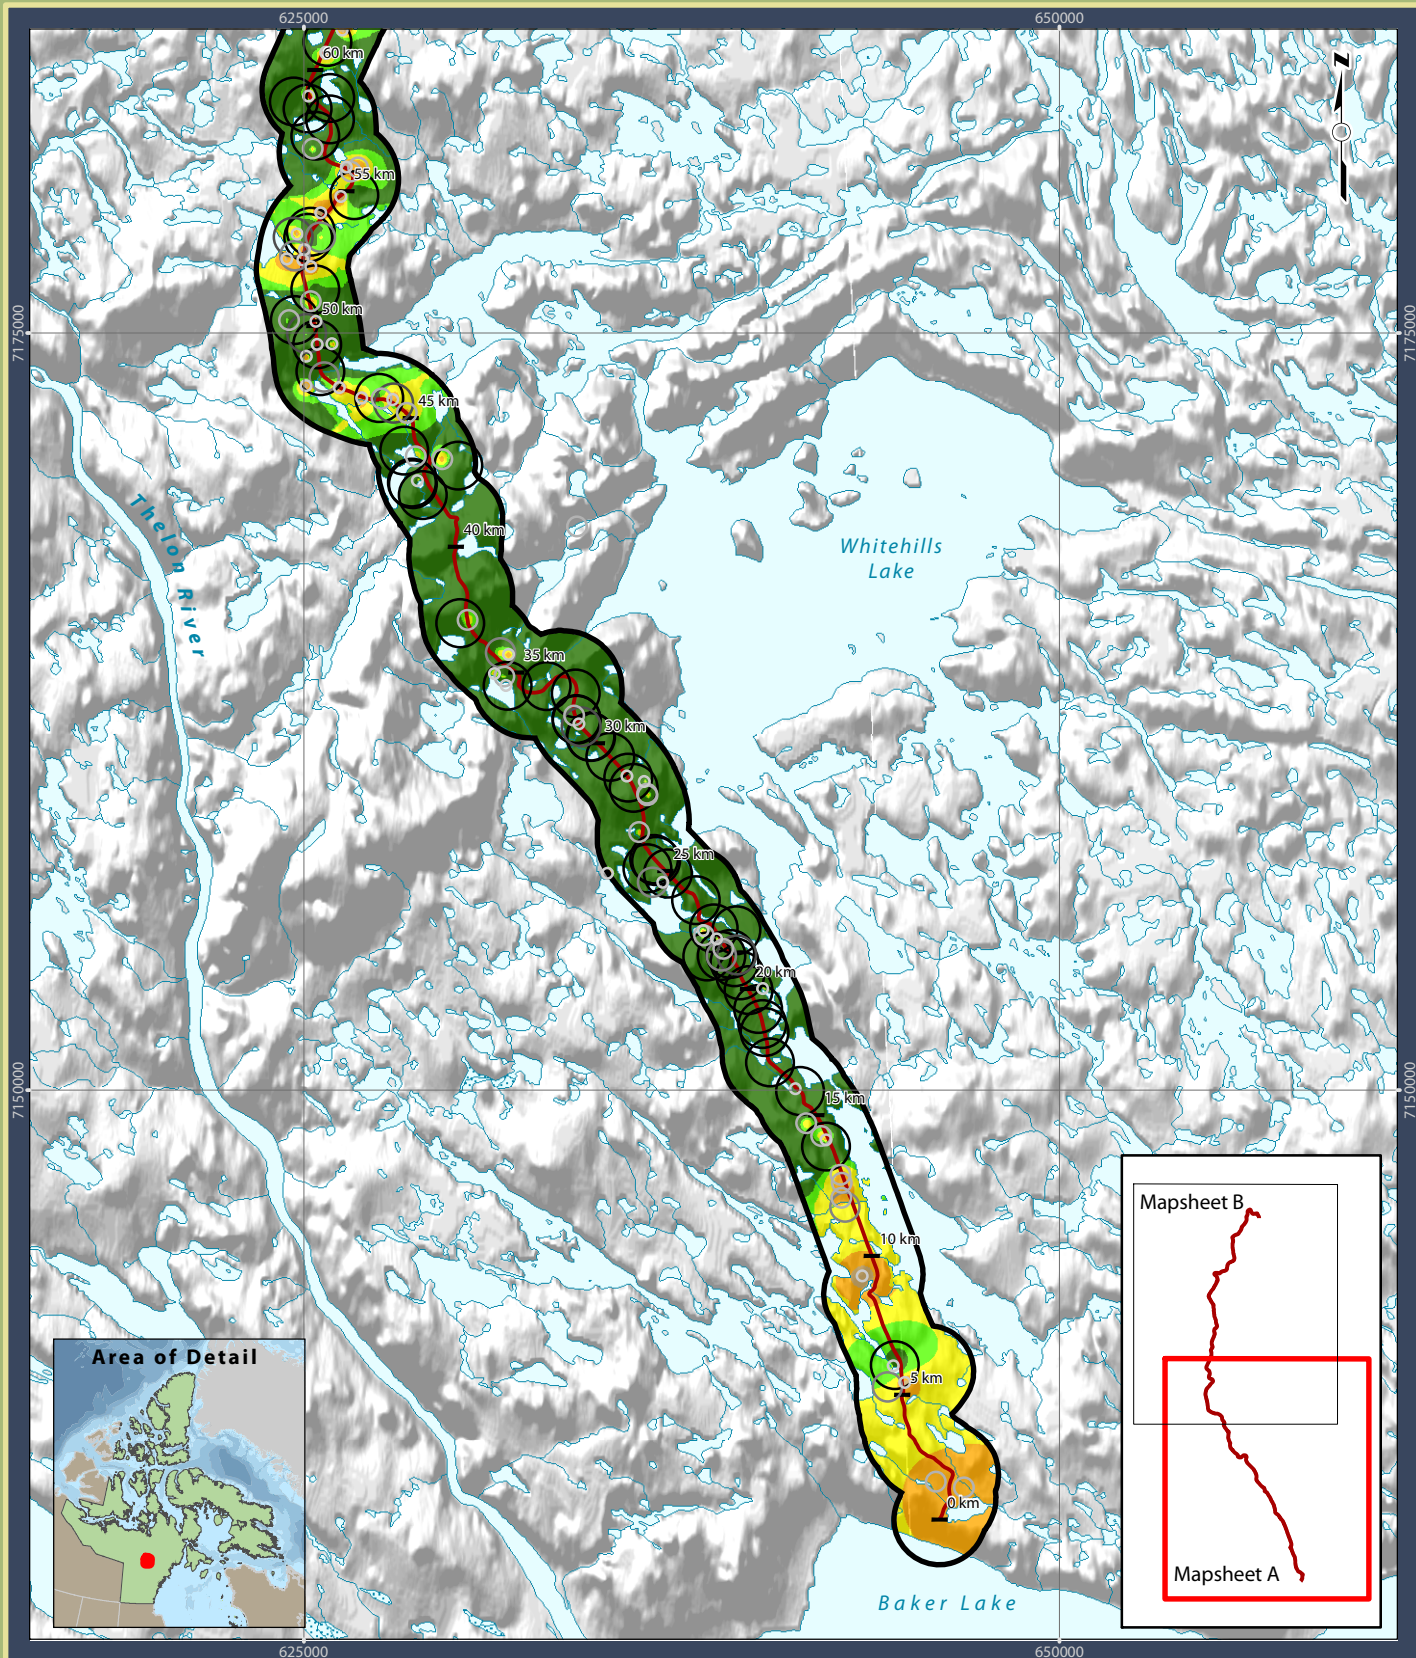 625000
650000
N
60 km
55 km
50 km
7175000
7175000
45 km
Thelon River
40 km
Whitehills
Lake
35 km
30 km
25 km
20 km
7150000
7150000
15 km
10 km
5 km
0 km
Baker Lake
Area of Detail
Mapsheet B
Mapsheet A
625000
650000